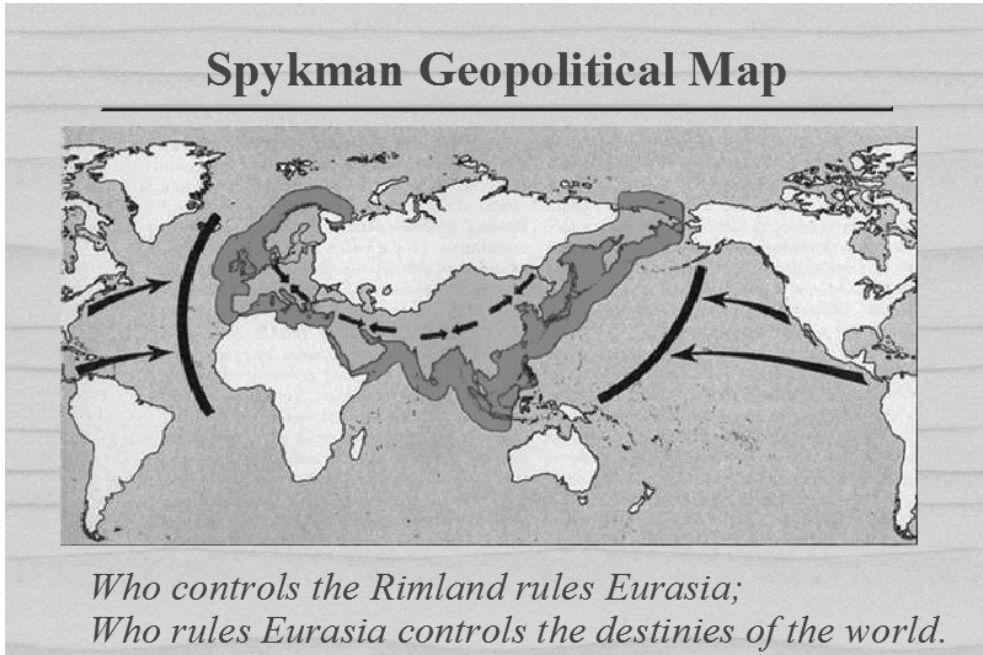 Spykman Geopolitical Map
Who controls the Rimland rules Eurasia;
Who rules Eurasia controls the destinies of the world.